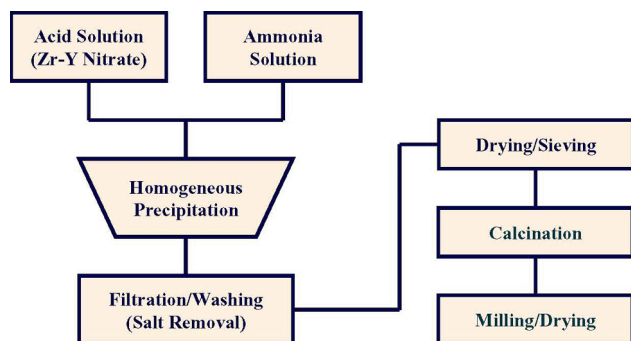 Acid Solution
(Zr-Y Nitrate)
Ammonia
Solution
Homogeneous
Precipitation
Filtration/Washing
(Salt Removal)
Drying/Sieving
Calcination
Milling/Drying